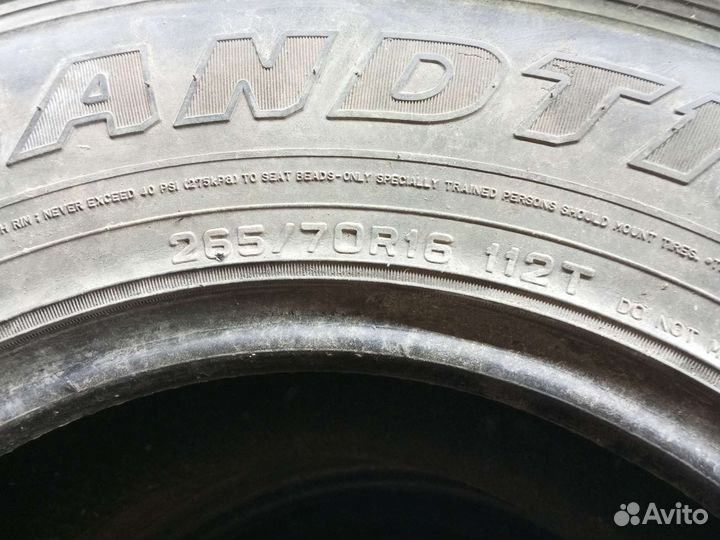 ANDT
RIN : NEVER EXCEED 40 PSI (275kPa) TO SEAT BEADS-ONLY SPECIALLY TRAINED PERSONS SHOULD MOUNT TIRES.
265/70R16 112T
DO NOT
Avito